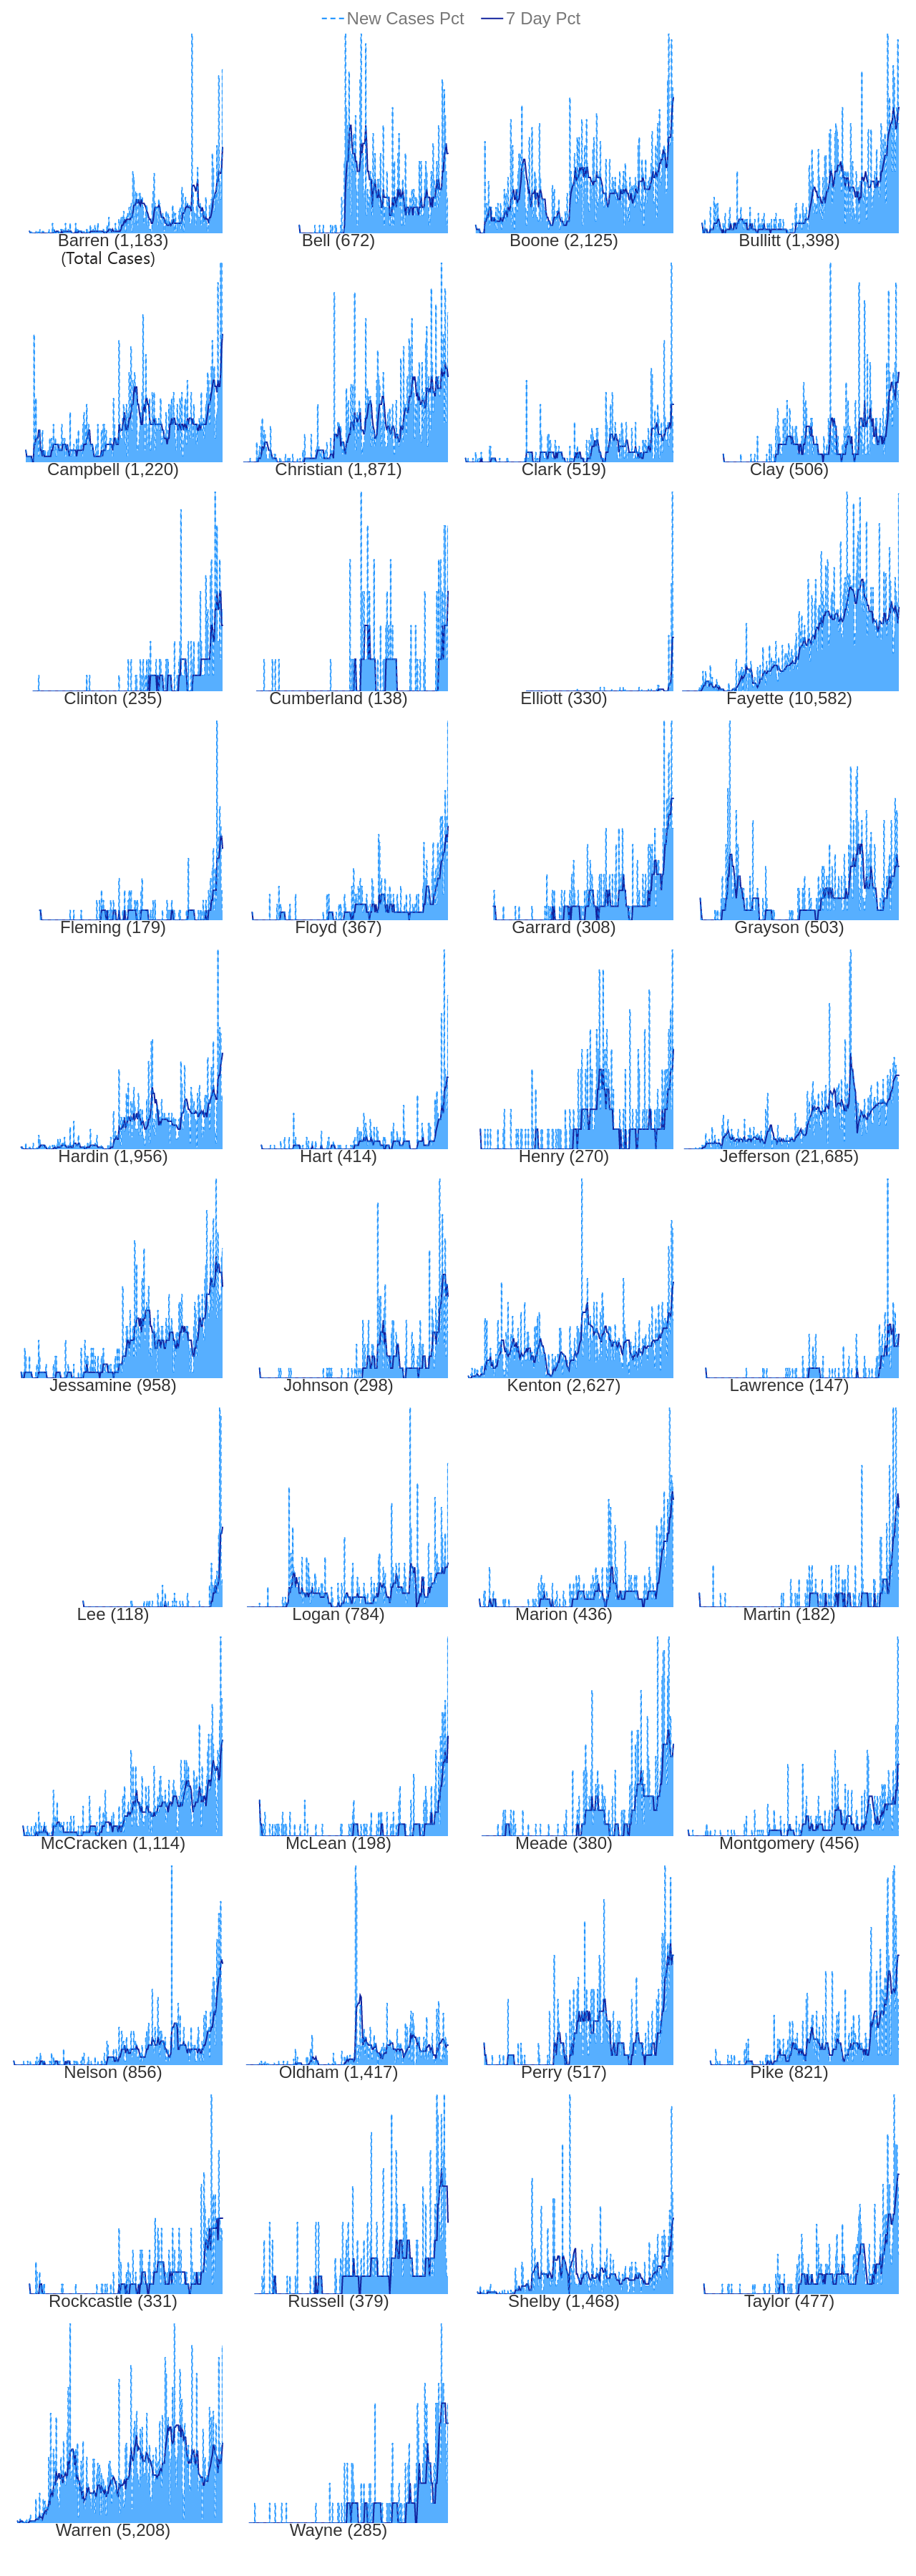 New Cases Pct 7 Day Pct
Barren (1,183) Bell (672) Boone (2,125) Bullitt (1,398)
(Total Cases)
Campbell (1,220) Christian (1,871) Clark (519) Clay (506)
Clinton (235) Cumberland (138) Elliott (330) Fayette (10,582)
Fleming (179) Floyd (367) Garrard (308) Grayson (503)
Hardin (1,956) Hart (414) Henry (270) Jefferson (21,685)
Jessamine (958) Johnson (298) Kenton (2,627) Lawrence (147)
Lee (118) Logan (784) Marion (436) Martin (182)
McCracken (1,114) McLean (198) Meade (380) Montgomery (456)
Nelson (856) Oldham (1,417) Perry (517) Pike (821)
Rockcastle (331) Russell (379) Shelby (1,468) Taylor (477)
Warren (5,208) Wayne (285)